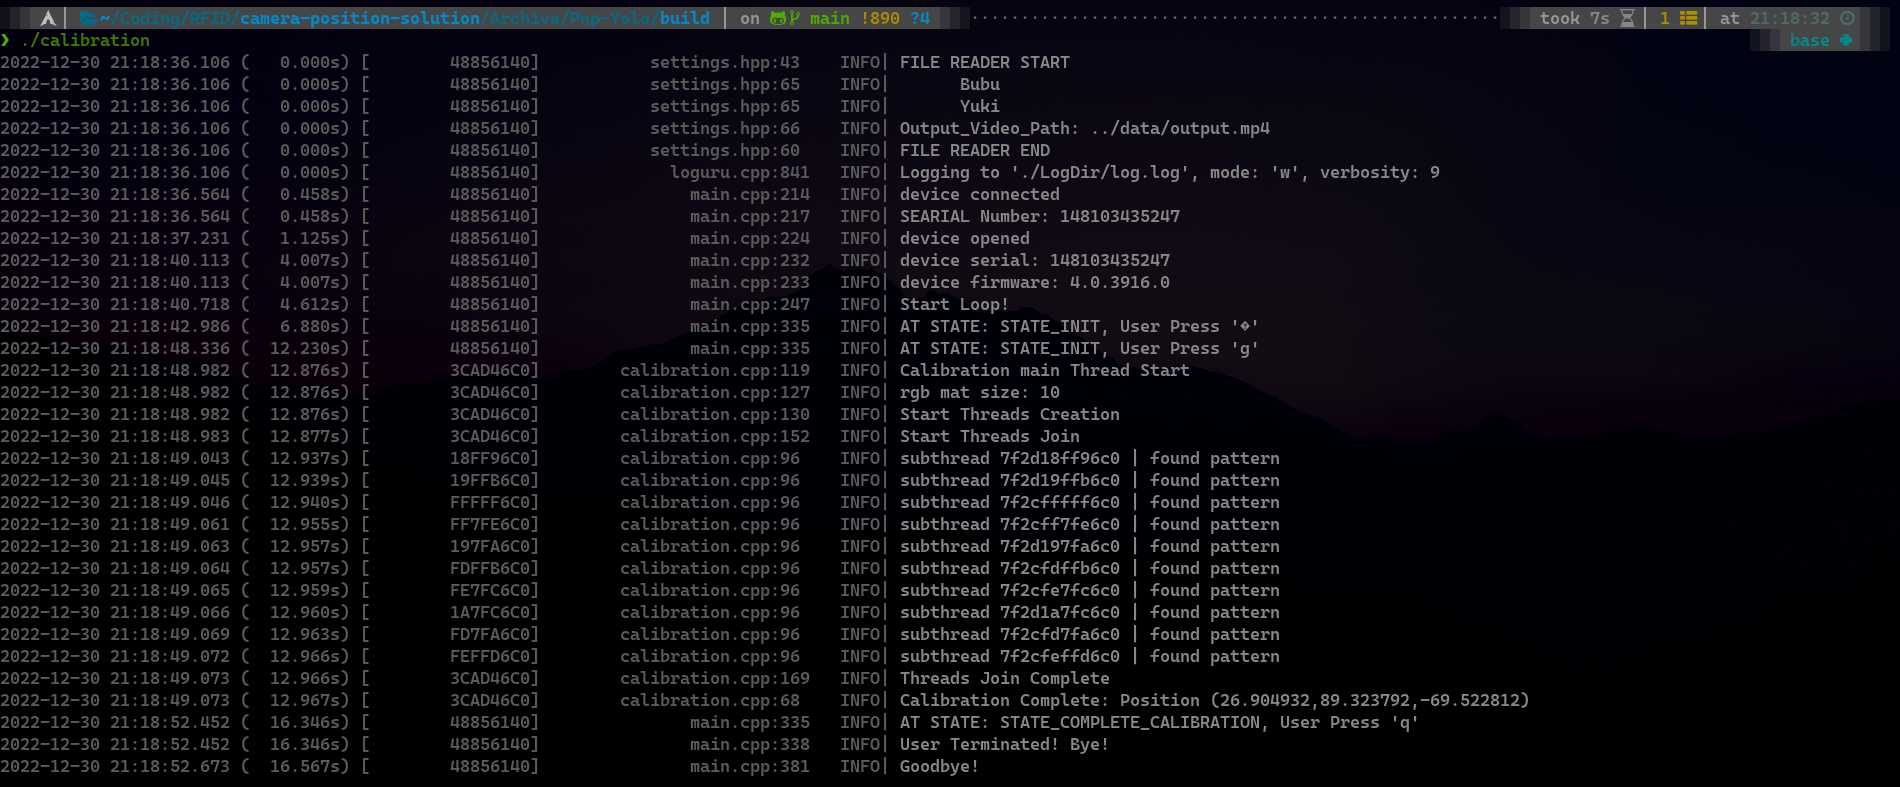 ~/Coding/RFID/camera-position-solution/Archive/Pnp-Yolo/build on main !890 ?4 took 7s 1 at 21:18:32
❯ ./calibration base
2022-12-30 21:18:36.106 (   0.000s) [        48856140]           settings.hpp:43    INFO| FILE READER START
2022-12-30 21:18:36.106 (   0.000s) [        48856140]           settings.hpp:65    INFO|       Bubu
2022-12-30 21:18:36.106 (   0.000s) [        48856140]           settings.hpp:65    INFO|       Yuki
2022-12-30 21:18:36.106 (   0.000s) [        48856140]           settings.hpp:66    INFO| Output_Video_Path: ../data/output.mp4
2022-12-30 21:18:36.106 (   0.000s) [        48856140]           settings.hpp:60    INFO| FILE READER END
2022-12-30 21:18:36.106 (   0.000s) [        48856140]             loguru.cpp:841   INFO| Logging to './LogDir/log.log', mode: 'w', verbosity: 9
2022-12-30 21:18:36.564 (   0.458s) [        48856140]               main.cpp:214   INFO| device connected
2022-12-30 21:18:36.564 (   0.458s) [        48856140]               main.cpp:217   INFO| SEARIAL Number: 148103435247
2022-12-30 21:18:37.231 (   1.125s) [        48856140]               main.cpp:224   INFO| device opened
2022-12-30 21:18:40.113 (   4.007s) [        48856140]               main.cpp:232   INFO| device serial: 148103435247
2022-12-30 21:18:40.113 (   4.007s) [        48856140]               main.cpp:233   INFO| device firmware: 4.0.3916.0
2022-12-30 21:18:40.718 (   4.612s) [        48856140]               main.cpp:247   INFO| Start Loop!
2022-12-30 21:18:42.986 (   6.880s) [        48856140]               main.cpp:335   INFO| AT STATE: STATE_INIT, User Press '�'
2022-12-30 21:18:48.336 (  12.230s) [        48856140]               main.cpp:335   INFO| AT STATE: STATE_INIT, User Press 'g'
2022-12-30 21:18:48.982 (  12.876s) [        3CAD46C0]        calibration.cpp:119   INFO| Calibration main Thread Start
2022-12-30 21:18:48.982 (  12.876s) [        3CAD46C0]        calibration.cpp:127   INFO| rgb mat size: 10
2022-12-30 21:18:48.982 (  12.876s) [        3CAD46C0]        calibration.cpp:130   INFO| Start Threads Creation
2022-12-30 21:18:48.983 (  12.877s) [        3CAD46C0]        calibration.cpp:152   INFO| Start Threads Join
2022-12-30 21:18:49.043 (  12.937s) [        18FF96C0]        calibration.cpp:96    INFO| subthread 7f2d18ff96c0 | found pattern
2022-12-30 21:18:49.045 (  12.939s) [        19FFB6C0]        calibration.cpp:96    INFO| subthread 7f2d19ffb6c0 | found pattern
2022-12-30 21:18:49.046 (  12.940s) [        FFFFF6C0]        calibration.cpp:96    INFO| subthread 7f2cfffff6c0 | found pattern
2022-12-30 21:18:49.061 (  12.955s) [        FF7FE6C0]        calibration.cpp:96    INFO| subthread 7f2cff7fe6c0 | found pattern
2022-12-30 21:18:49.063 (  12.957s) [        197FA6C0]        calibration.cpp:96    INFO| subthread 7f2d197fa6c0 | found pattern
2022-12-30 21:18:49.064 (  12.957s) [        FDFFB6C0]        calibration.cpp:96    INFO| subthread 7f2cfdffb6c0 | found pattern
2022-12-30 21:18:49.065 (  12.959s) [        FE7FC6C0]        calibration.cpp:96    INFO| subthread 7f2cfe7fc6c0 | found pattern
2022-12-30 21:18:49.066 (  12.960s) [        1A7FC6C0]        calibration.cpp:96    INFO| subthread 7f2d1a7fc6c0 | found pattern
2022-12-30 21:18:49.069 (  12.963s) [        FD7FA6C0]        calibration.cpp:96    INFO| subthread 7f2cfd7fa6c0 | found pattern
2022-12-30 21:18:49.072 (  12.966s) [        FEFFD6C0]        calibration.cpp:96    INFO| subthread 7f2cfeffd6c0 | found pattern
2022-12-30 21:18:49.073 (  12.966s) [        3CAD46C0]        calibration.cpp:169   INFO| Threads Join Complete
2022-12-30 21:18:49.073 (  12.967s) [        3CAD46C0]        calibration.cpp:68    INFO| Calibration Complete: Position (26.904932,89.323792,-69.522812)
2022-12-30 21:18:52.452 (  16.346s) [        48856140]               main.cpp:335   INFO| AT STATE: STATE_COMPLETE_CALIBRATION, User Press 'q'
2022-12-30 21:18:52.452 (  16.346s) [        48856140]               main.cpp:338   INFO| User Terminated! Bye!
2022-12-30 21:18:52.673 (  16.567s) [        48856140]               main.cpp:381   INFO| Goodbye!